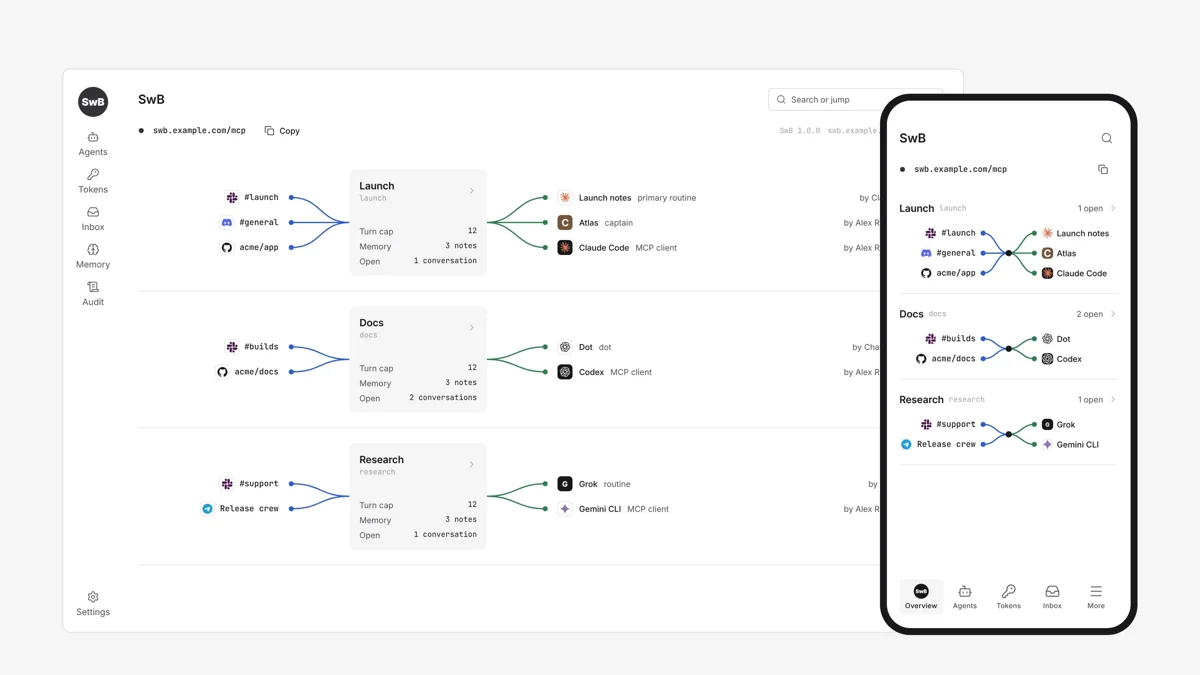 SwB
Agents
Tokens
Inbox
Memory
Audit
Settings
SwB
Search or jump
swb.example.com/mcp
Copy
SwB 1.0.0 swb.example.
#launch
#general
acme/app
Launch
launch
Turn cap 12
Memory 3 notes
Open 1 conversation
Launch notes primary routine
by Cl
C Atlas captain
by Alex R
Claude Code MCP client
by Alex R
#builds
acme/docs
Docs
docs
Turn cap 12
Memory 3 notes
Open 2 conversations
Dot dot
by Cha
Codex MCP client
by Alex R
#support
Release crew
Research
research
Turn cap 12
Memory 3 notes
Open 1 conversation
G Grok routine
by
Gemini CLI MCP client
by Alex R
SwB
swb.example.com/mcp
Launch launch 1 open
#launch Launch notes
#general C Atlas
acme/app Claude Code
Docs docs 2 open
#builds Dot
acme/docs Codex
Research research 1 open
#support G Grok
Release crew Gemini CLI
SwB
Overview
Agents
Tokens
Inbox
More